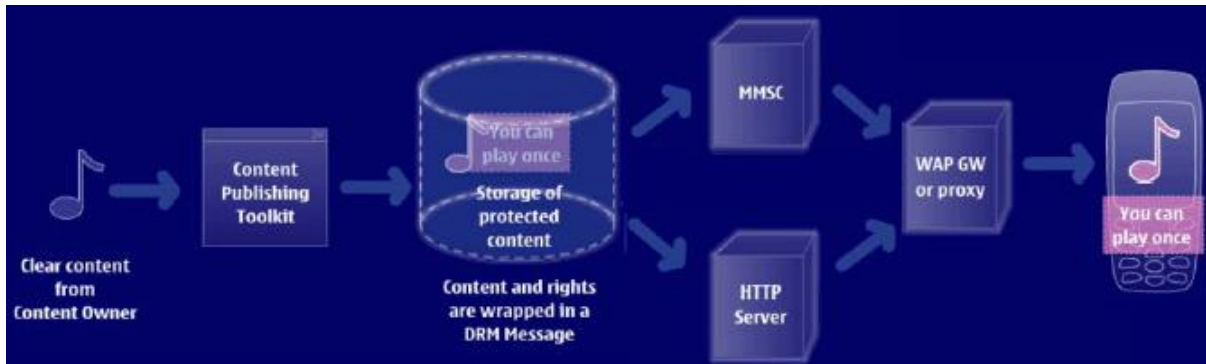 Clear content
from
Content Owner
Content
Publishing
Toolkit
You can
play once
Storage of
protected
content
Content and rights
are wrapped in a
DRM Message
MMSC
HTTP
Server
WAP GW
or proxy
You can
play once